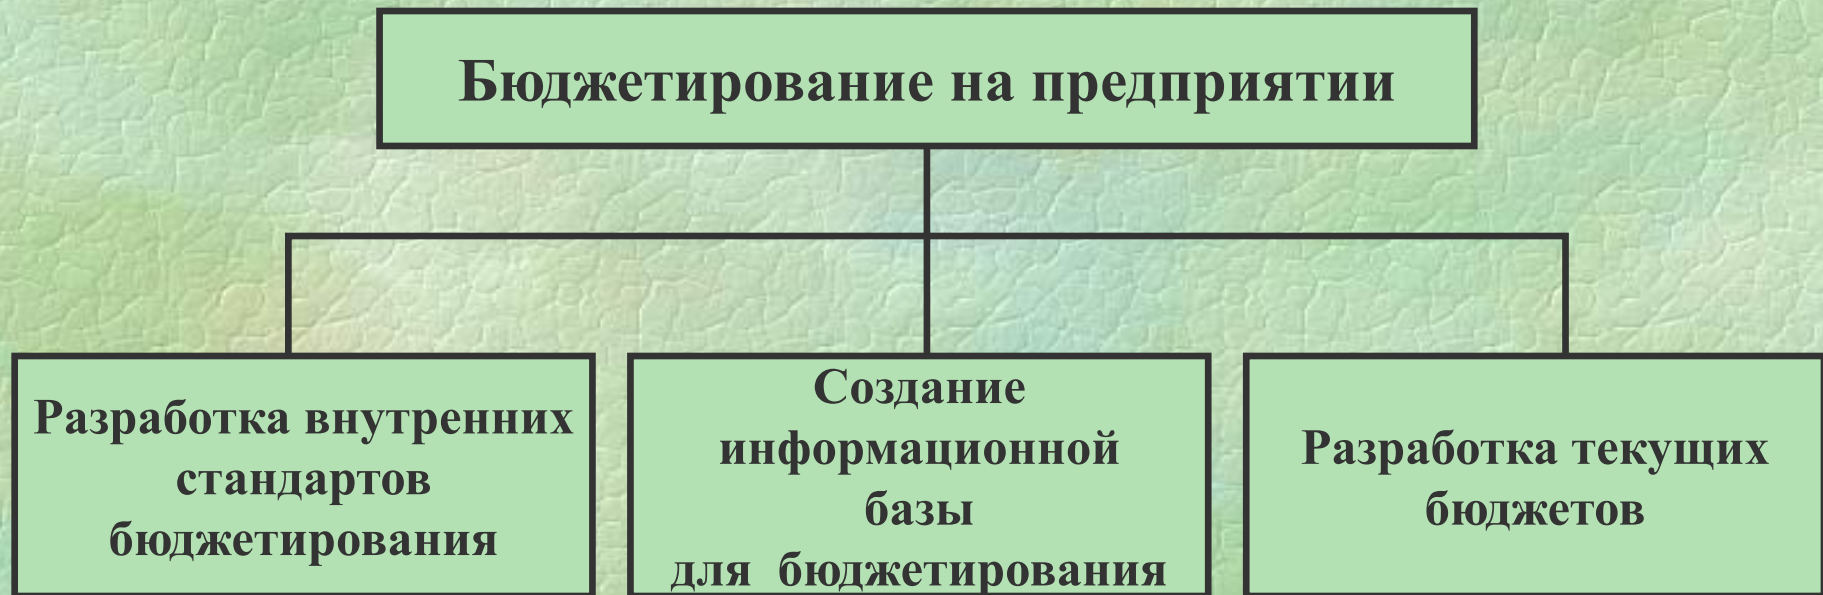 Бюджетирование на предприятии
Разработка внутренних
стандартов
бюджетирования
Создание
информационной
базы
для бюджетирования
Разработка текущих
бюджетов